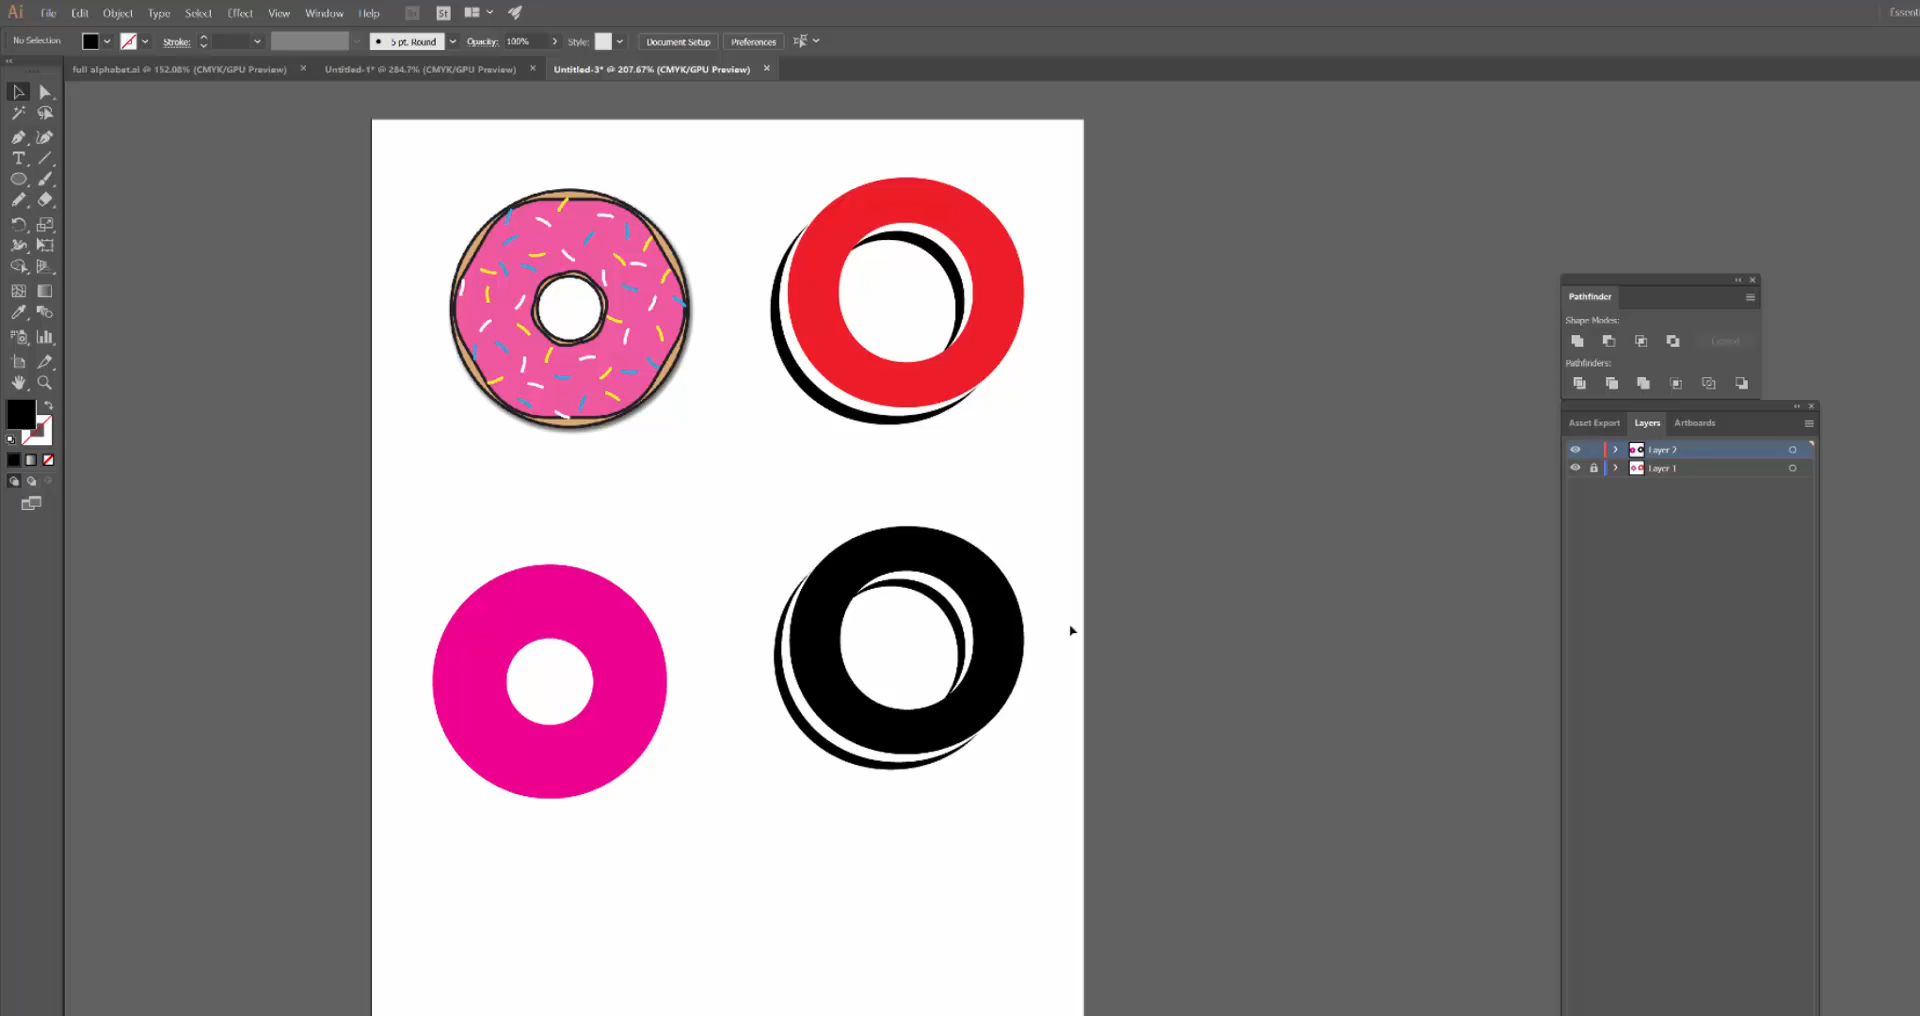 Ai File Edit Object Type Select Effect View Window Help St Essenti
No Selection Stroke: 5 pt. Round Opacity: 100% Style: Document Setup Preferences
full alphabet.ai @ 152.08% (CMYK/GPU Preview) × Untitled-1* @ 284.7% (CMYK/GPU Preview) × Untitled-3* @ 207.67% (CMYK/GPU Preview) ×
Pathfinder
Shape Modes:
Pathfinders:
Asset Export Layers Artboards
Layer 2
Layer 1